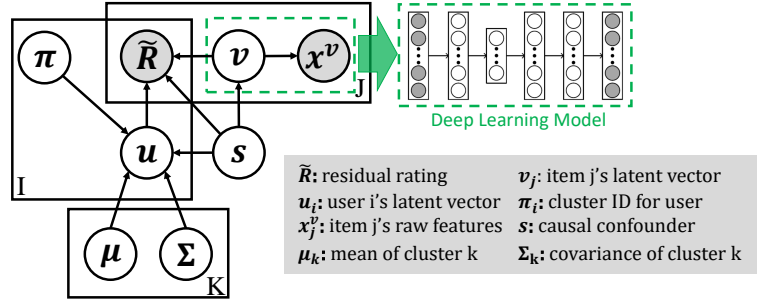 π R̃ v xᵛ
J
Deep Learning Model
u s
I
μ Σ
K
R̃: residual rating
v_j: item j's latent vector
u_i: user i's latent vector
π_i: cluster ID for user
x_j^v: item j's raw features
s: causal confounder
μ_k: mean of cluster k
Σ_k: covariance of cluster k